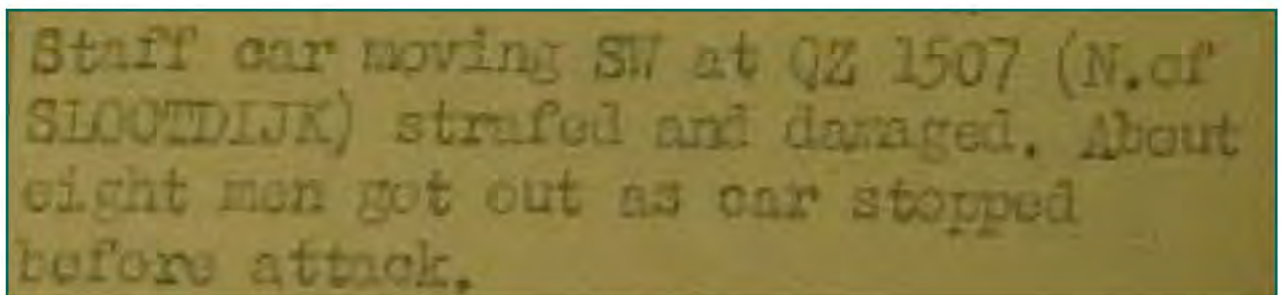 Staff car moving SW at QZ 1507 (N.of
SLOOTDIJK) strafed and damaged. About
eight men got out as car stopped
before attack.